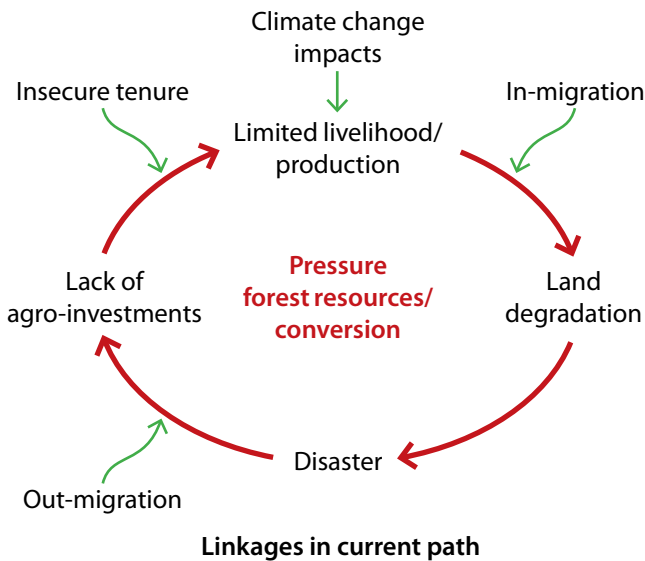 Climate change
impacts
Insecure tenure
In-migration
Limited livelihood/
production
Pressure
forest resources/
conversion
Lack of
agro-investments
Land
degradation
Disaster
Out-migration
Linkages in current path